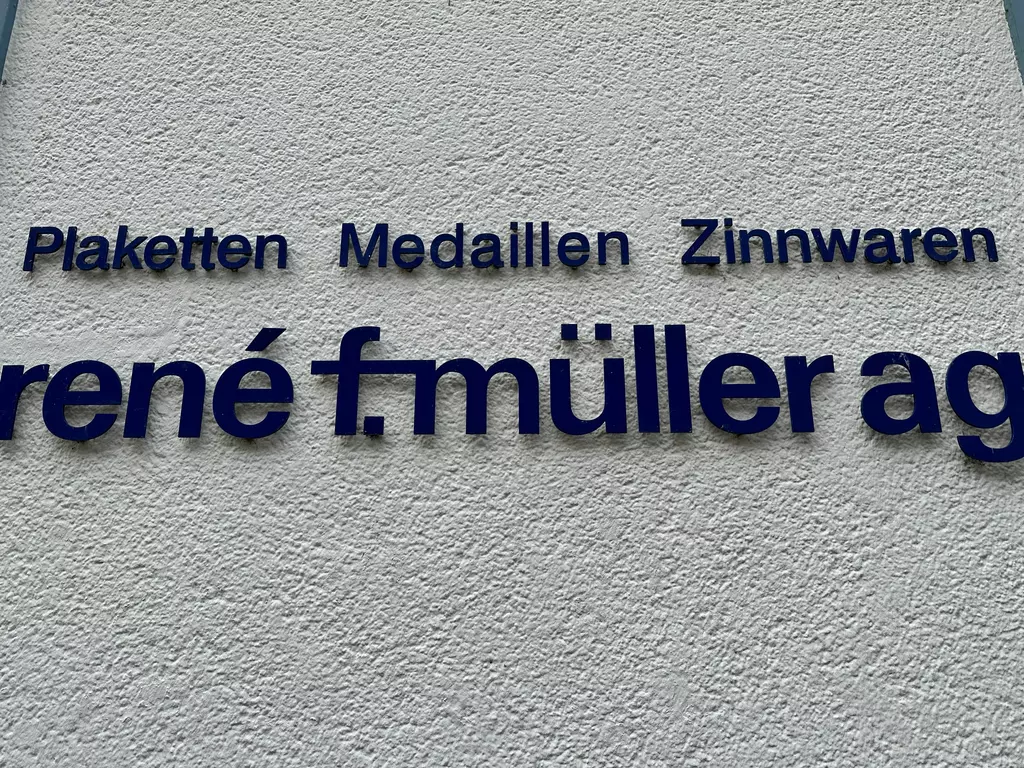 Plaketten Medaillen Zinnwaren
rené f.müller ag